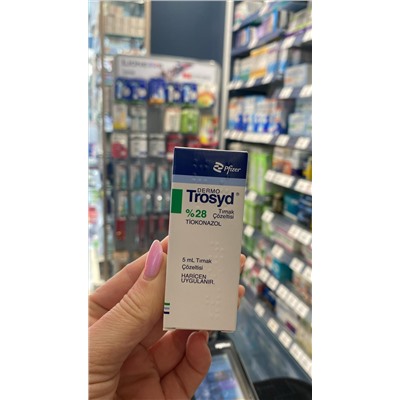 Pfizer
DERMO
Trosyd®
%28 Tırnak
Çözeltisi
TİOKONAZOL
5 mL Tırnak
Çözeltisi
HARİCEN
UYGULANIR.